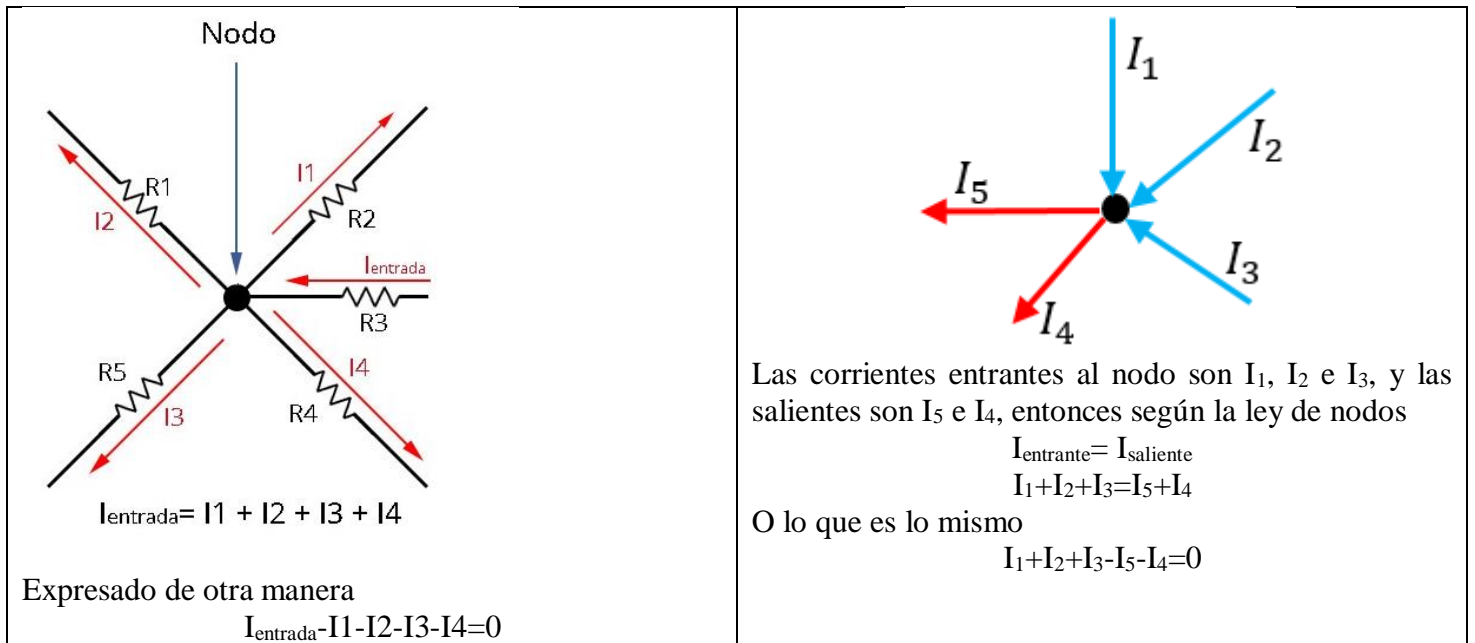 Nodo
I1
R1
R2
I2
Ientrada
R3
R5
I4
I3
R4
Ientrada= I1 + I2 + I3 + I4
Expresado de otra manera
Ientrada-I1-I2-I3-I4=0
I1
I2
I5
I3
I4
Las corrientes entrantes al nodo son I1, I2 e I3, y las
salientes son I5 e I4, entonces según la ley de nodos
Ientrante= Isaliente
I1+I2+I3=I5+I4
O lo que es lo mismo
I1+I2+I3-I5-I4=0